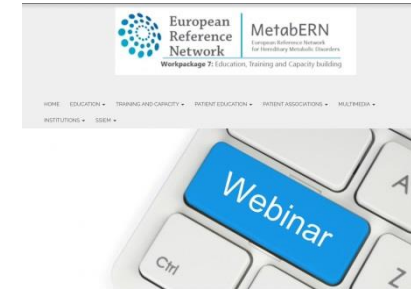 European
Reference
Network
MetabERN
European Reference Network
for Hereditary Metabolic Disorders
Workpackage 7: Education, Training and Capacity building
HOME EDUCATION TRAINING AND CAPACITY PATIENT EDUCATION PATIENT ASSOCIATIONS MULTIMEDIA
INSTITUTIONS SSIEM
Webinar
A
Ctrl
Z